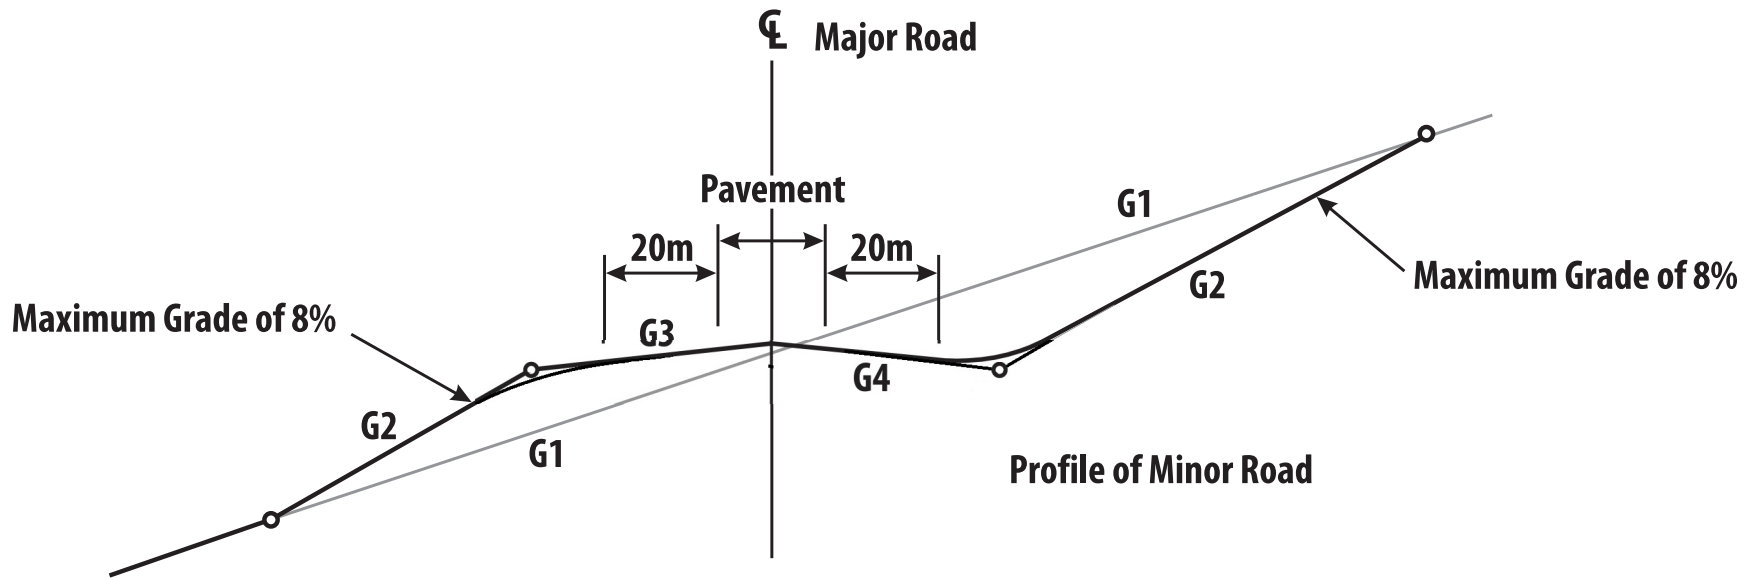 ℄ Major Road
Pavement
20m
20m
G1
Maximum Grade of 8%
G2
Maximum Grade of 8%
G3
G4
G2
G1
Profile of Minor Road